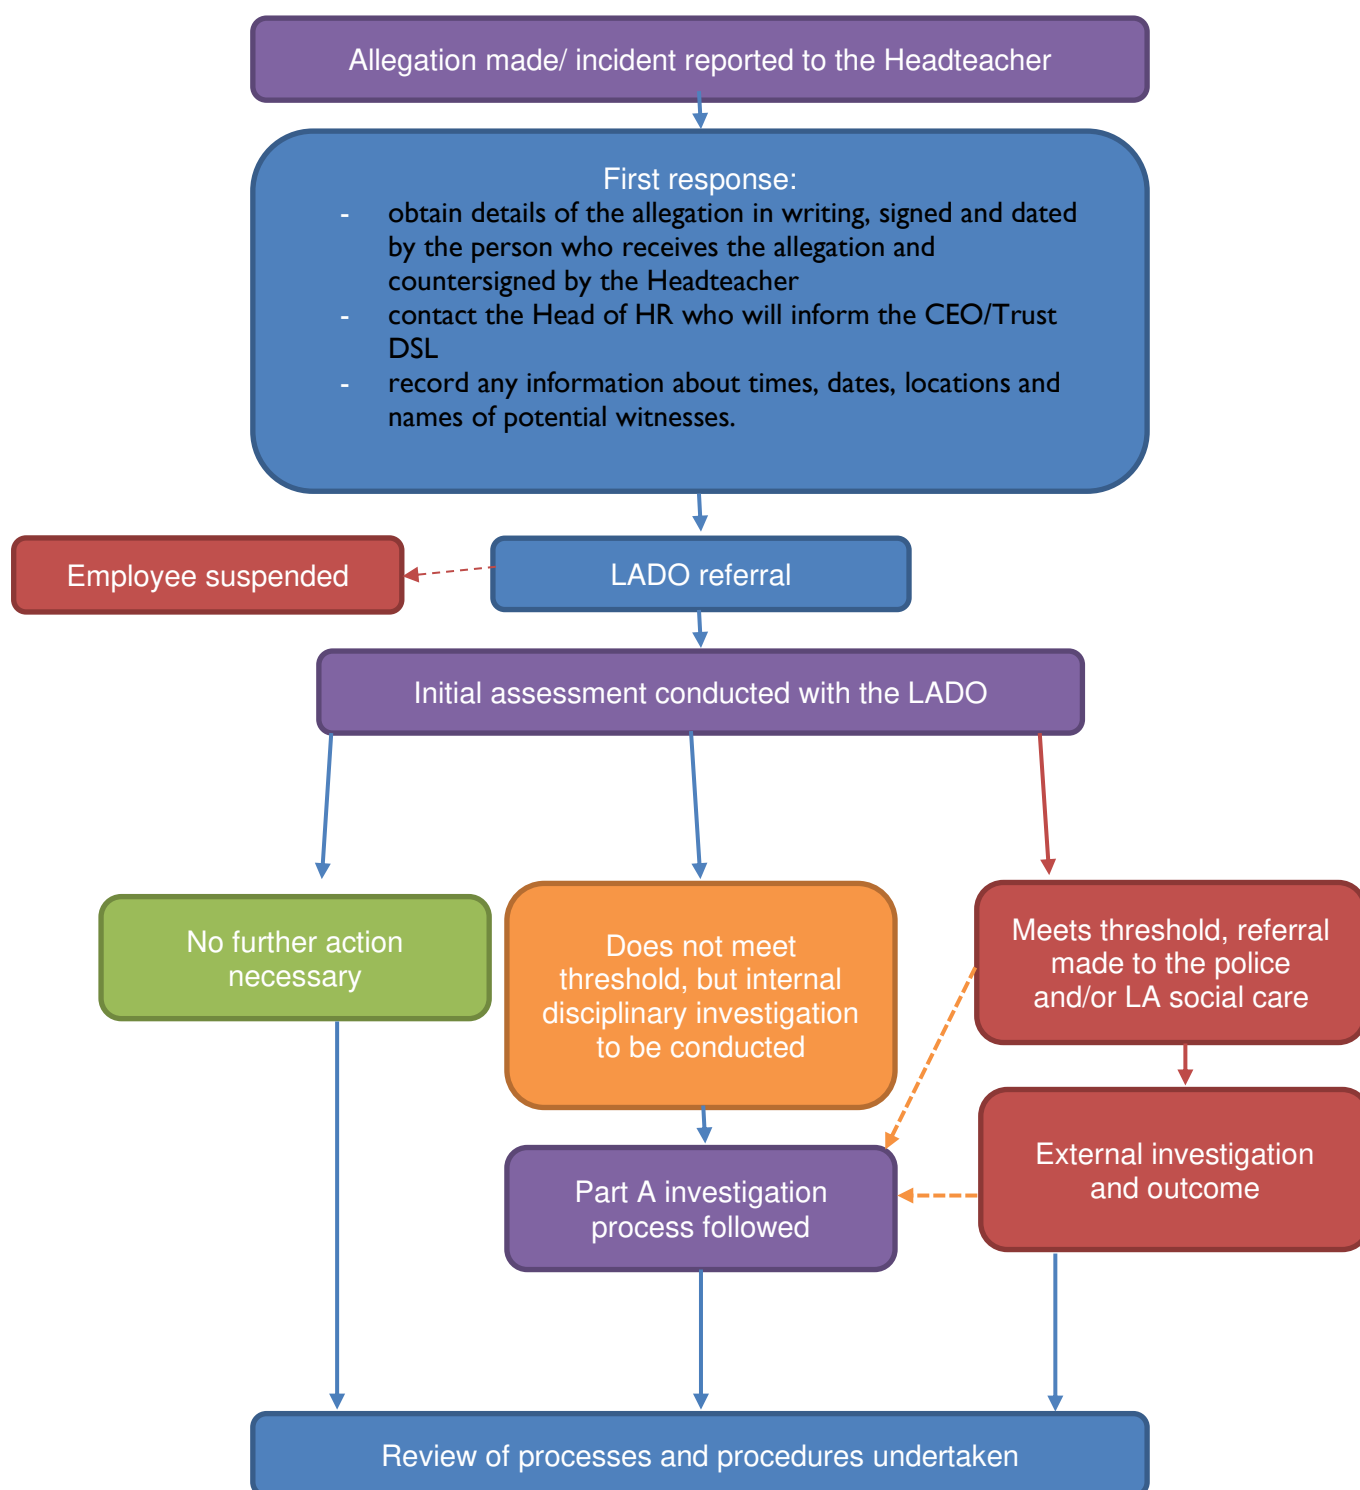 Allegation made/ incident reported to the Headteacher
First response:
- obtain details of the allegation in writing, signed and dated
by the person who receives the allegation and
countersigned by the Headteacher
- contact the Head of HR who will inform the CEO/Trust
DSL
- record any information about times, dates, locations and
names of potential witnesses.
Employee suspended
LADO referral
Initial assessment conducted with the LADO
No further action
necessary
Does not meet
threshold, but internal
disciplinary investigation
to be conducted
Meets threshold, referral
made to the police
and/or LA social care
Part A investigation
process followed
External investigation
and outcome
Review of processes and procedures undertaken